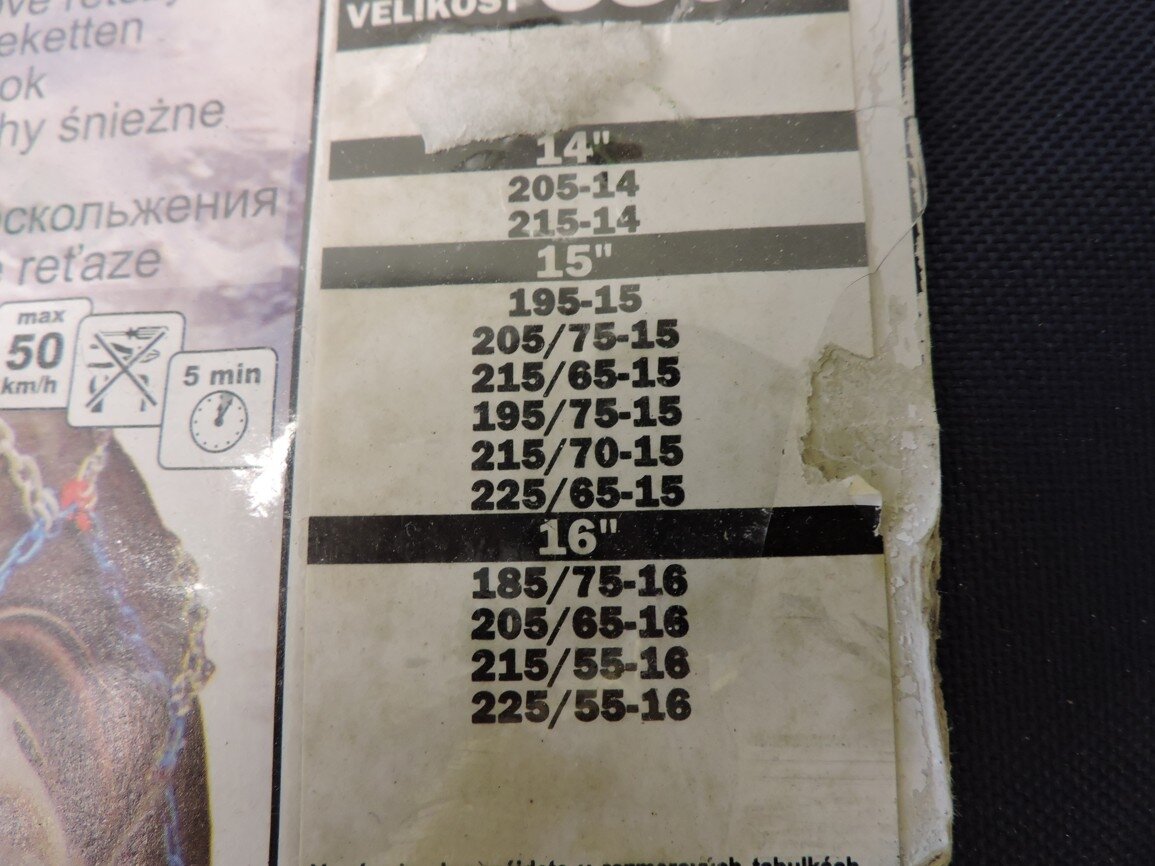 eketten
ok
hy śnieżne
скольжения
reťaze
max
50
km/h
5 min
VELIKOST
14"
205-14
215-14
15"
195-15
205/75-15
215/65-15
195/75-15
215/70-15
225/65-15
16"
185/75-16
205/65-16
215/55-16
225/55-16